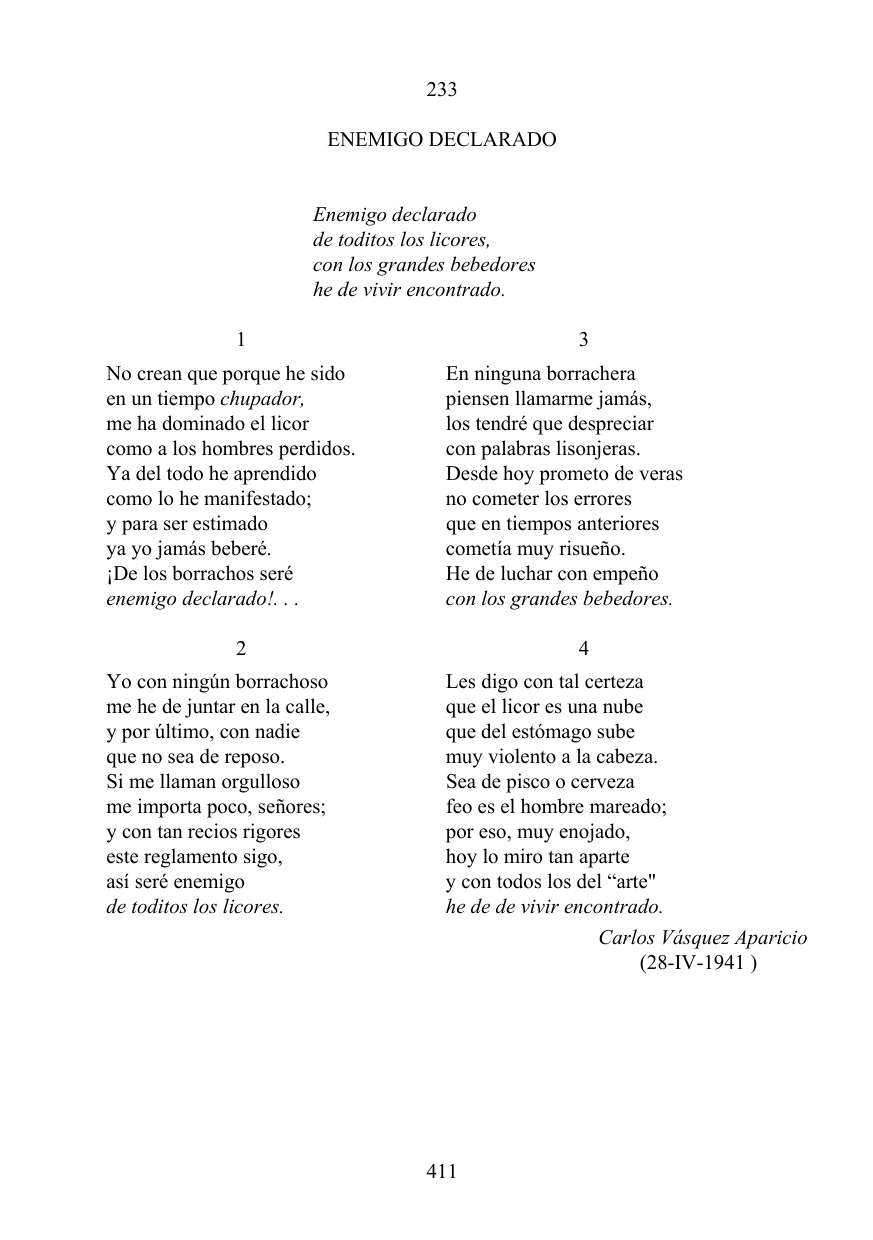 233
ENEMIGO DECLARADO
Enemigo declarado
de toditos los licores,
con los grandes bebedores
he de vivir encontrado.
1
No crean que porque he sido
en un tiempo chupador,
me ha dominado el licor
como a los hombres perdidos.
Ya del todo he aprendido
como lo he manifestado;
y para ser estimado
ya yo jamás beberé.
¡De los borrachos seré
enemigo declarado!. . .
2
Yo con ningún borrachoso
me he de juntar en la calle,
y por último, con nadie
que no sea de reposo.
Si me llaman orgulloso
me importa poco, señores;
y con tan recios rigores
este reglamento sigo,
así seré enemigo
de toditos los licores.
3
En ninguna borrachera
piensen llamarme jamás,
los tendré que despreciar
con palabras lisonjeras.
Desde hoy prometo de veras
no cometer los errores
que en tiempos anteriores
cometía muy risueño.
He de luchar con empeño
con los grandes bebedores.
4
Les digo con tal certeza
que el licor es una nube
que del estómago sube
muy violento a la cabeza.
Sea de pisco o cerveza
feo es el hombre mareado;
por eso, muy enojado,
hoy lo miro tan aparte
y con todos los del “arte"
he de de vivir encontrado.
Carlos Vásquez Aparicio
(28-IV-1941 )
411